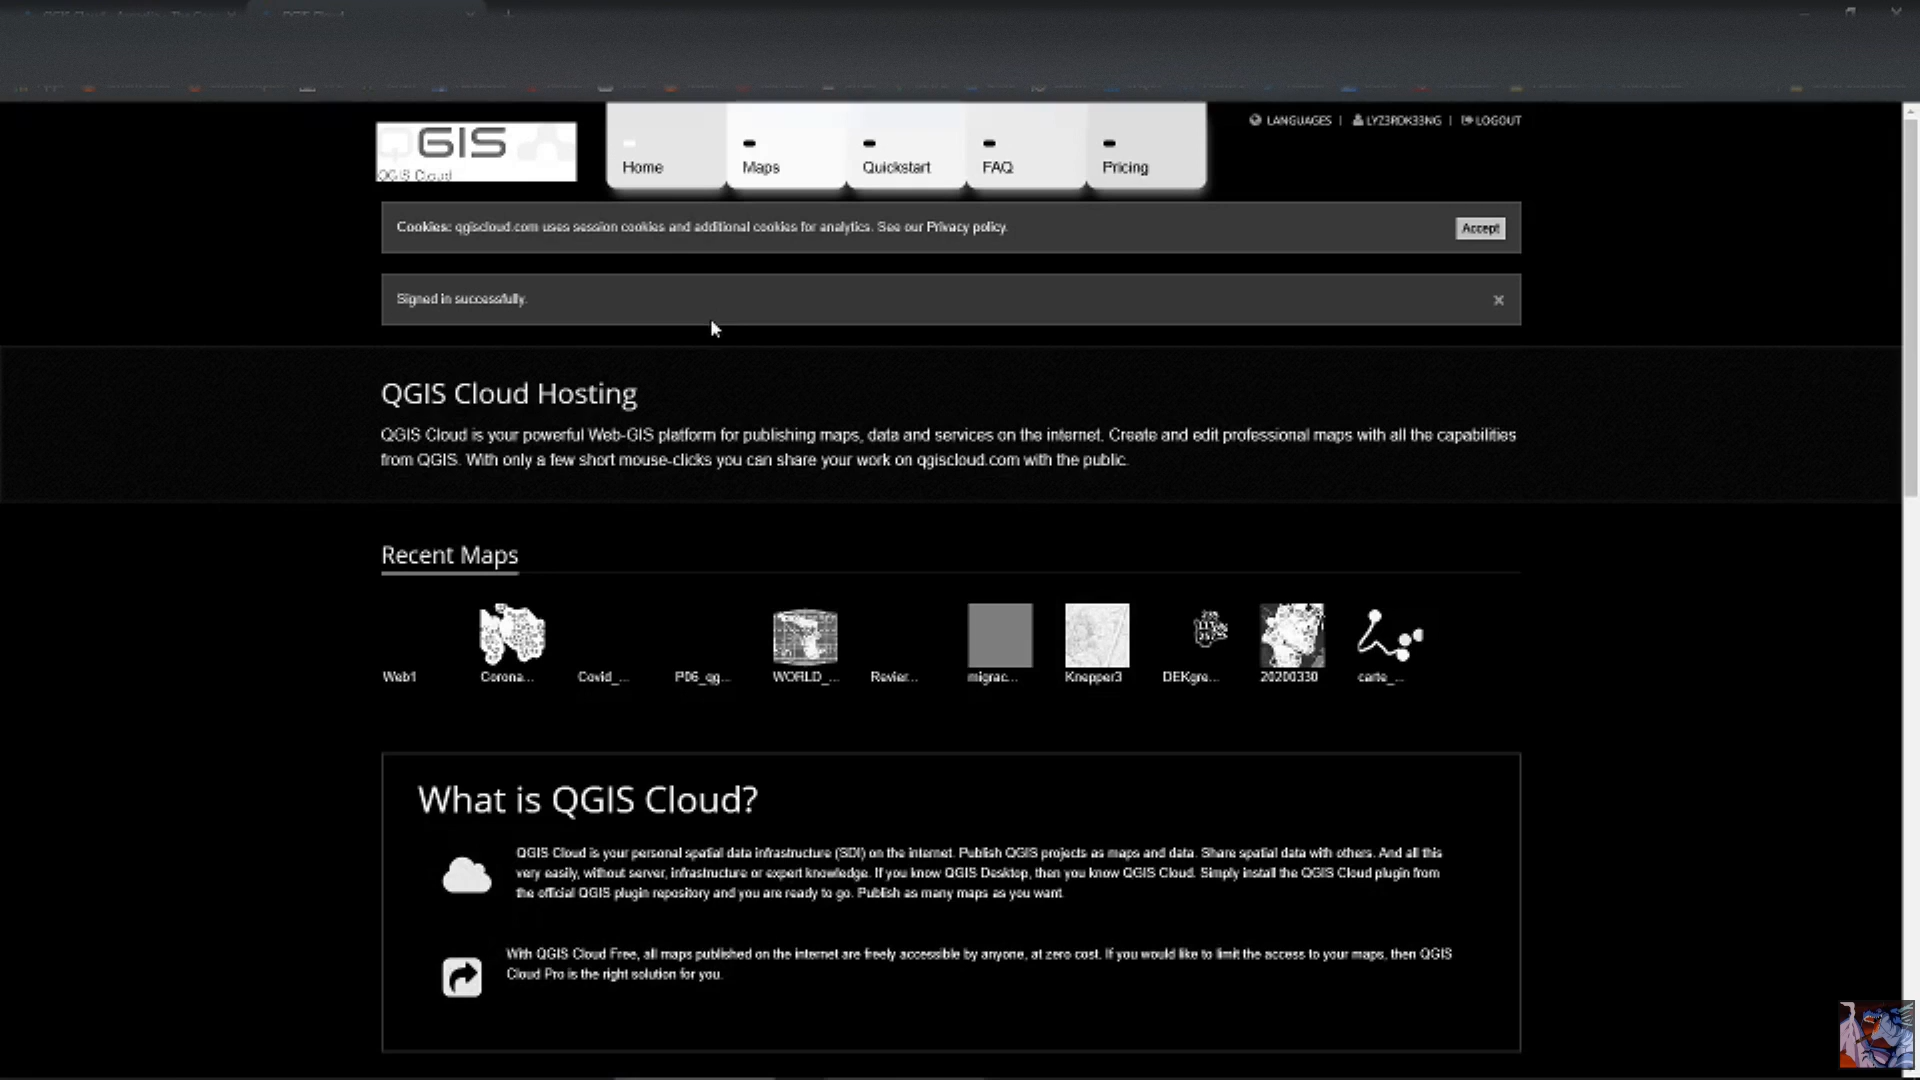 QGIS Cloud
LANGUAGES | LYZ3RDK33NG | LOGOUT
QGIS
QGIS Cloud
Home
Maps
Quickstart
FAQ
Pricing
Cookies: qgiscloud.com uses session cookies and additional cookies for analytics. See our Privacy policy.
Accept
Signed in successfully.
×
QGIS Cloud Hosting
QGIS Cloud is your powerful Web-GIS platform for publishing maps, data and services on the internet. Create and edit professional maps with all the capabilities
from QGIS. With only a few short mouse-clicks you can share your work on qgiscloud.com with the public.
Recent Maps
Web1
Corona...
Covid_...
P06_qg...
WORLD_...
Revier...
migrac...
Knepper3
DEKgre...
20200330
carte_...
What is QGIS Cloud?
QGIS Cloud is your personal spatial data infrastructure (SDI) on the internet. Publish QGIS projects as maps and data. Share spatial data with others. And all this
very easily, without server, infrastructure or expert knowledge. If you know QGIS Desktop, then you know QGIS Cloud. Simply install the QGIS Cloud plugin from
the official QGIS plugin repository and you are ready to go. Publish as many maps as you want.
With QGIS Cloud Free, all maps published on the internet are freely accessible by anyone, at zero cost. If you would like to limit the access to your maps, then QGIS
Cloud Pro is the right solution for you.